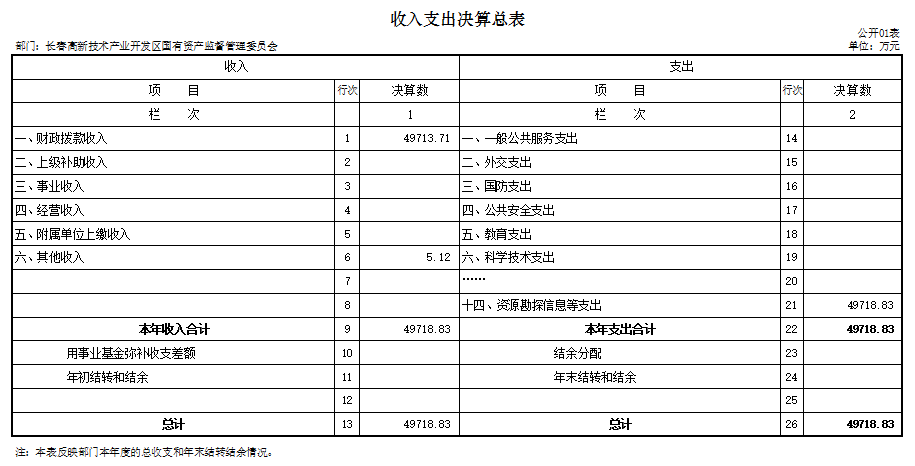 收入支出决算总表
公开01表
部门：长春高新技术产业开发区国有资产监督管理委员会 单位：万元
收入 支出
项 目 行次 决算数 项 目 行次 决算数
栏 次 1 栏 次 2
一、财政拨款收入 1 49713.71 一、一般公共服务支出 14
二、上级补助收入 2 二、外交支出 15
三、事业收入 3 三、国防支出 16
四、经营收入 4 四、公共安全支出 17
五、附属单位上缴收入 5 五、教育支出 18
六、其他收入 6 5.12 六、科学技术支出 19
7 …… 20
8 十四、资源勘探信息等支出 21 49718.83
本年收入合计 9 49718.83 本年支出合计 22 49718.83
用事业基金弥补收支差额 10 结余分配 23
年初结转和结余 11 年末结转和结余 24
12 25
总计 13 49718.83 总计 26 49718.83
注：本表反映部门本年度的总收支和年末结转结余情况。